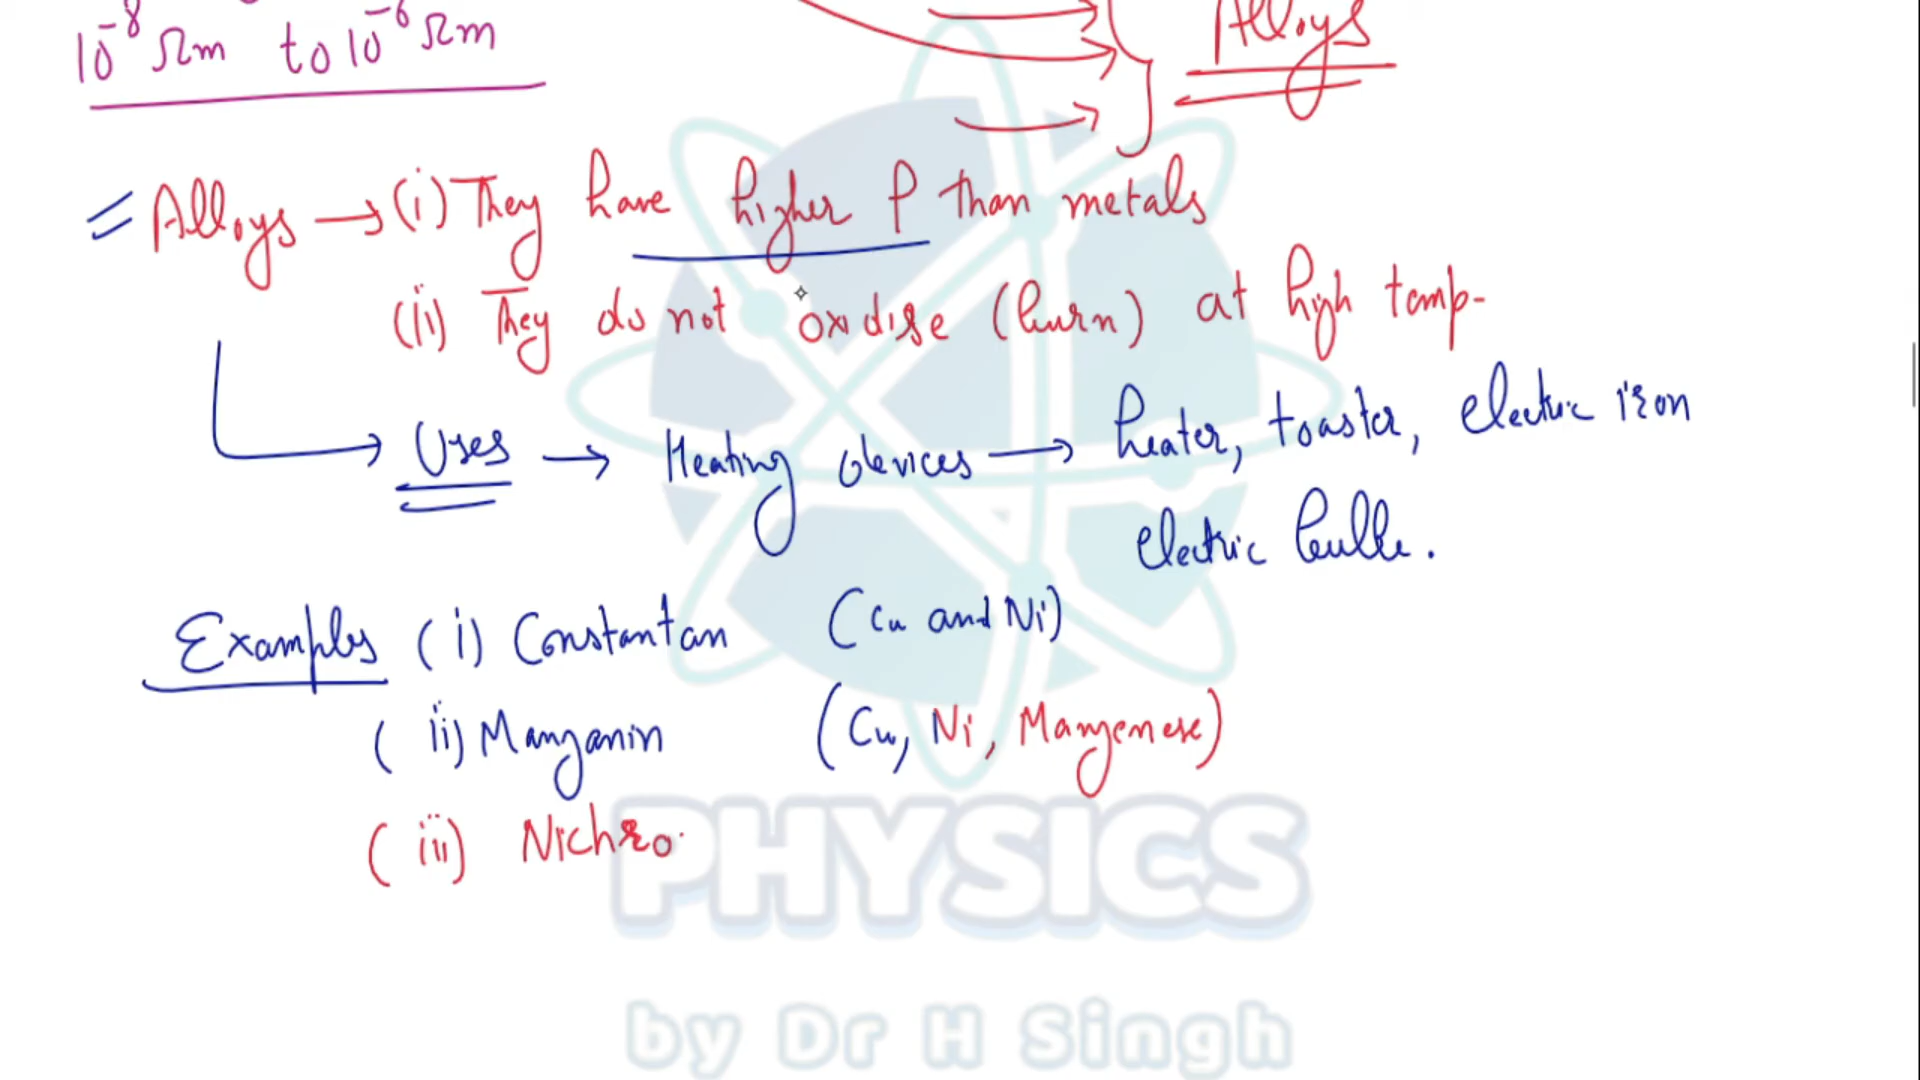 10⁻⁸ Ωm to 10⁻⁶ Ωm
Alloys
= Alloys → (i) They have higher ρ than metals
(ii) They do not oxidise (burn) at high temp-
Uses → Heating devices → heater, toaster, electric iron
electric bulb.
Examples (i) Constantan (Cu and Ni)
(ii) Manganin (Cu, Ni, Mangenese)
(iii) Nichro
PHYSICS
by Dr H Singh